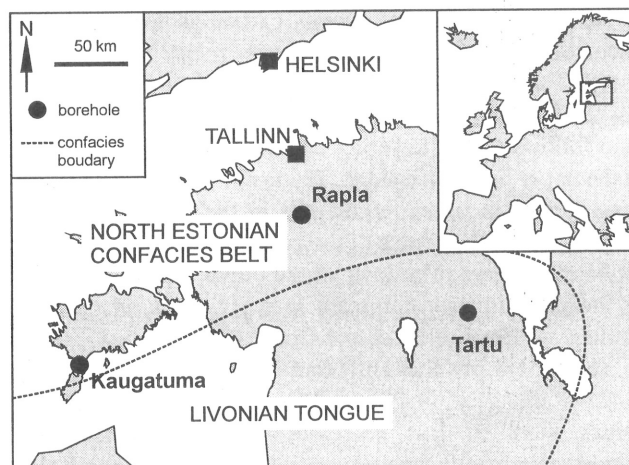 N
50 km
borehole
confacies
boudary
HELSINKI
TALLINN
Rapla
NORTH ESTONIAN
CONFACIES BELT
Tartu
Kaugatuma
LIVONIAN TONGUE